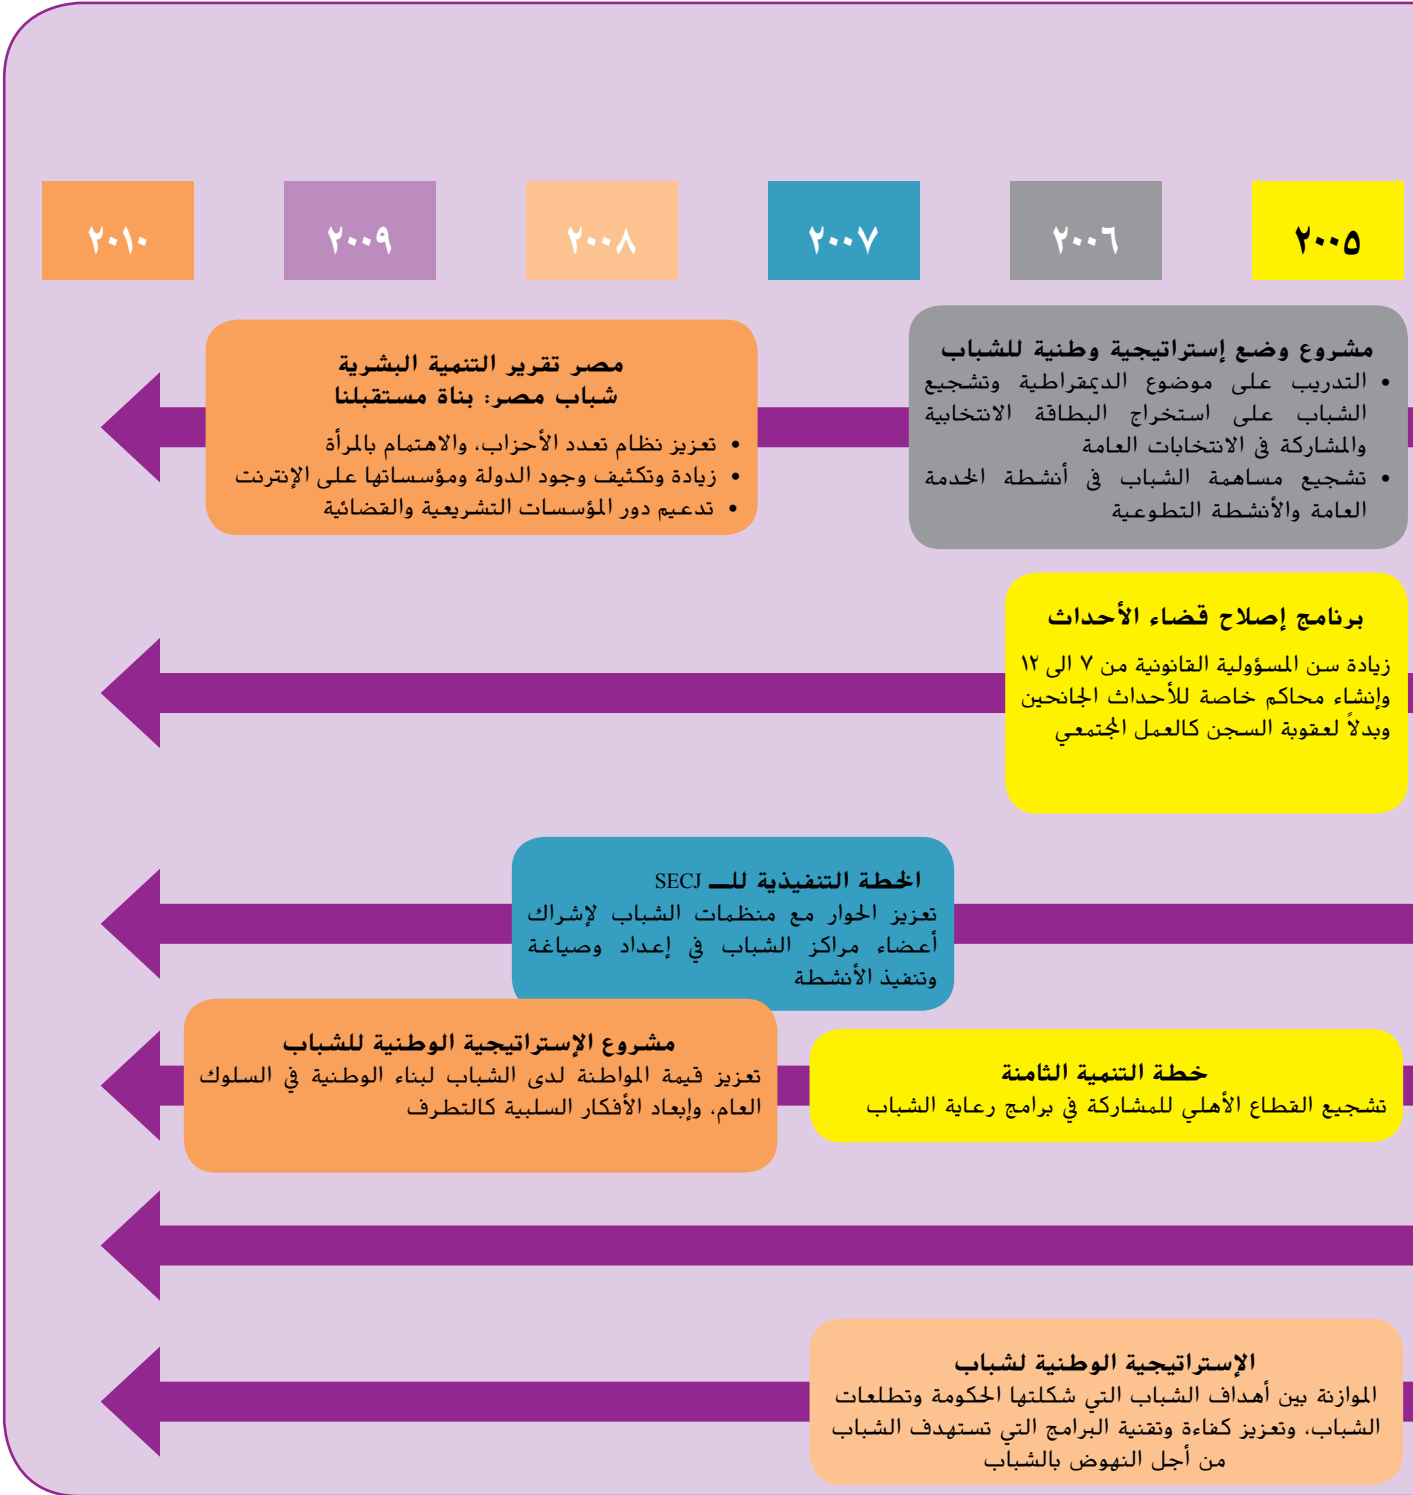 ٢٠٠٥
٢٠٠٦
٢٠٠٧
٢٠٠٨
٢٠٠٩
٢٠١٠
مشروع وضع إستراتيجية وطنية للشباب
• التدريب على موضوع الديمقراطية وتشجيع
الشباب على استخراج البطاقة الانتخابية
والمشاركة فى الانتخابات العامة
• تشجيع مساهمة الشباب فى أنشطة الخدمة
العامة والأنشطة التطوعية
مصر تقرير التنمية البشرية
شباب مصر: بناة مستقبلنا
• تعزيز نظام تعدد الأحزاب، والاهتمام بالمرأة
• زيادة وتكثيف وجود الدولة ومؤسساتها على الإنترنت
• تدعيم دور المؤسسات التشريعية والقضائية
برنامج إصلاح قضاء الأحداث
زيادة سن المسؤولية القانونية من ٧ الى ١٢
وإنشاء محاكم خاصة للأحداث الجانحين
وبدلاً لعقوبة السجن كالعمل المجتمعي
الخطة التنفيذية للـــ SECJ
تعزيز الحوار مع منظمات الشباب لإشراك
أعضاء مراكز الشباب في إعداد وصياغة
وتنفيذ الأنشطة
خطة التنمية الثامنة
تشجيع القطاع الأهلي للمشاركة في برامج رعاية الشباب
مشروع الإستراتيجية الوطنية للشباب
تعزيز قيمة المواطنة لدى الشباب لبناء الوطنية في السلوك
العام، وإبعاد الأفكار السلبية كالتطرف
الإستراتيجية الوطنية لشباب
الموازنة بين أهداف الشباب التي شكلتها الحكومة وتطلعات
الشباب، وتعزيز كفاءة وتقنية البرامج التي تستهدف الشباب
من أجل النهوض بالشباب